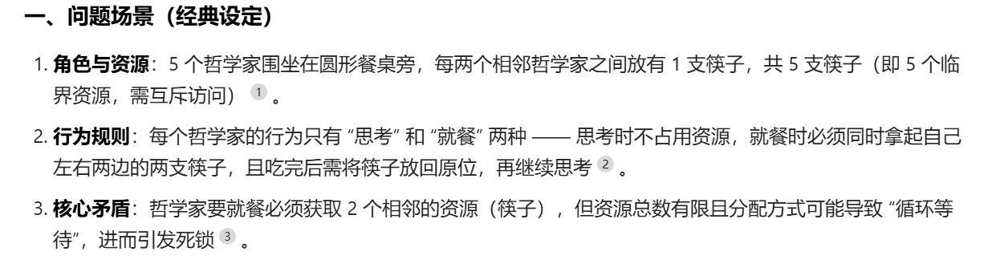 一、问题场景（经典设定）
1. 角色与资源：5 个哲学家围坐在圆形餐桌旁，每两个相邻哲学家之间放有 1 支筷子，共 5 支筷子（即 5 个临
界资源，需互斥访问） 1 。
2. 行为规则：每个哲学家的行为只有 “思考” 和 “就餐” 两种 —— 思考时不占用资源，就餐时必须同时拿起自己
左右两边的两支筷子，且吃完后需将筷子放回原位，再继续思考 2 。
3. 核心矛盾：哲学家要就餐必须获取 2 个相邻的资源（筷子），但资源总数有限且分配方式可能导致 “循环等
待”，进而引发死锁 3 。